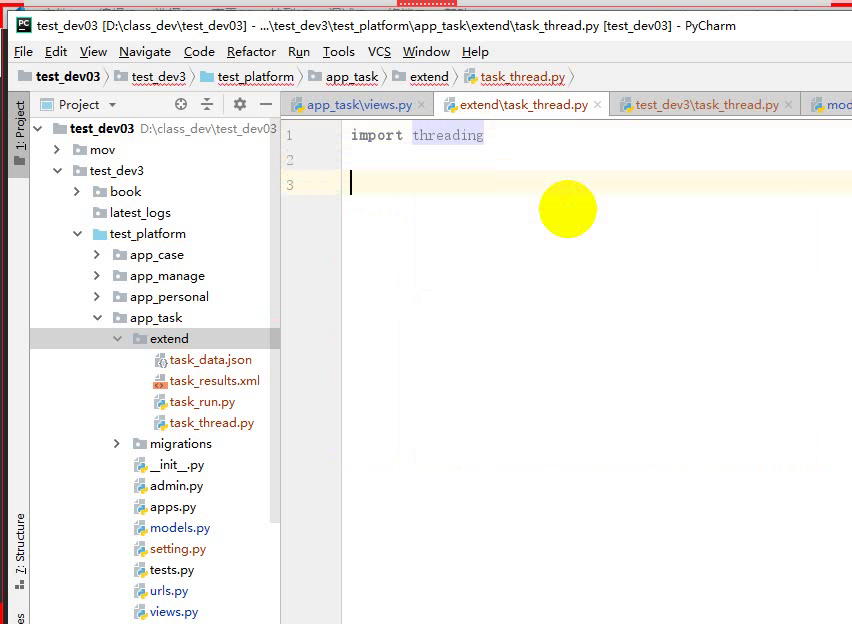 test_dev03 [D:\class_dev\test_dev03] - ...\test_dev3\test_platform\app_task\extend\task_thread.py [test_dev03] - PyCharm
File Edit View Navigate Code Refactor Run Tools VCS Window Help
test_dev03 test_dev3 test_platform app_task extend task_thread.py
Project
app_task\views.py extend\task_thread.py test_dev3\task_thread.py mod
1: Project
test_dev03 D:\class_dev\test_dev03
mov
test_dev3
book
latest_logs
test_platform
app_case
app_manage
app_personal
app_task
extend
task_data.json
task_results.xml
task_run.py
task_thread.py
migrations
__init__.py
admin.py
apps.py
models.py
setting.py
tests.py
urls.py
views.py
7: Structure
1 import threading
2
3